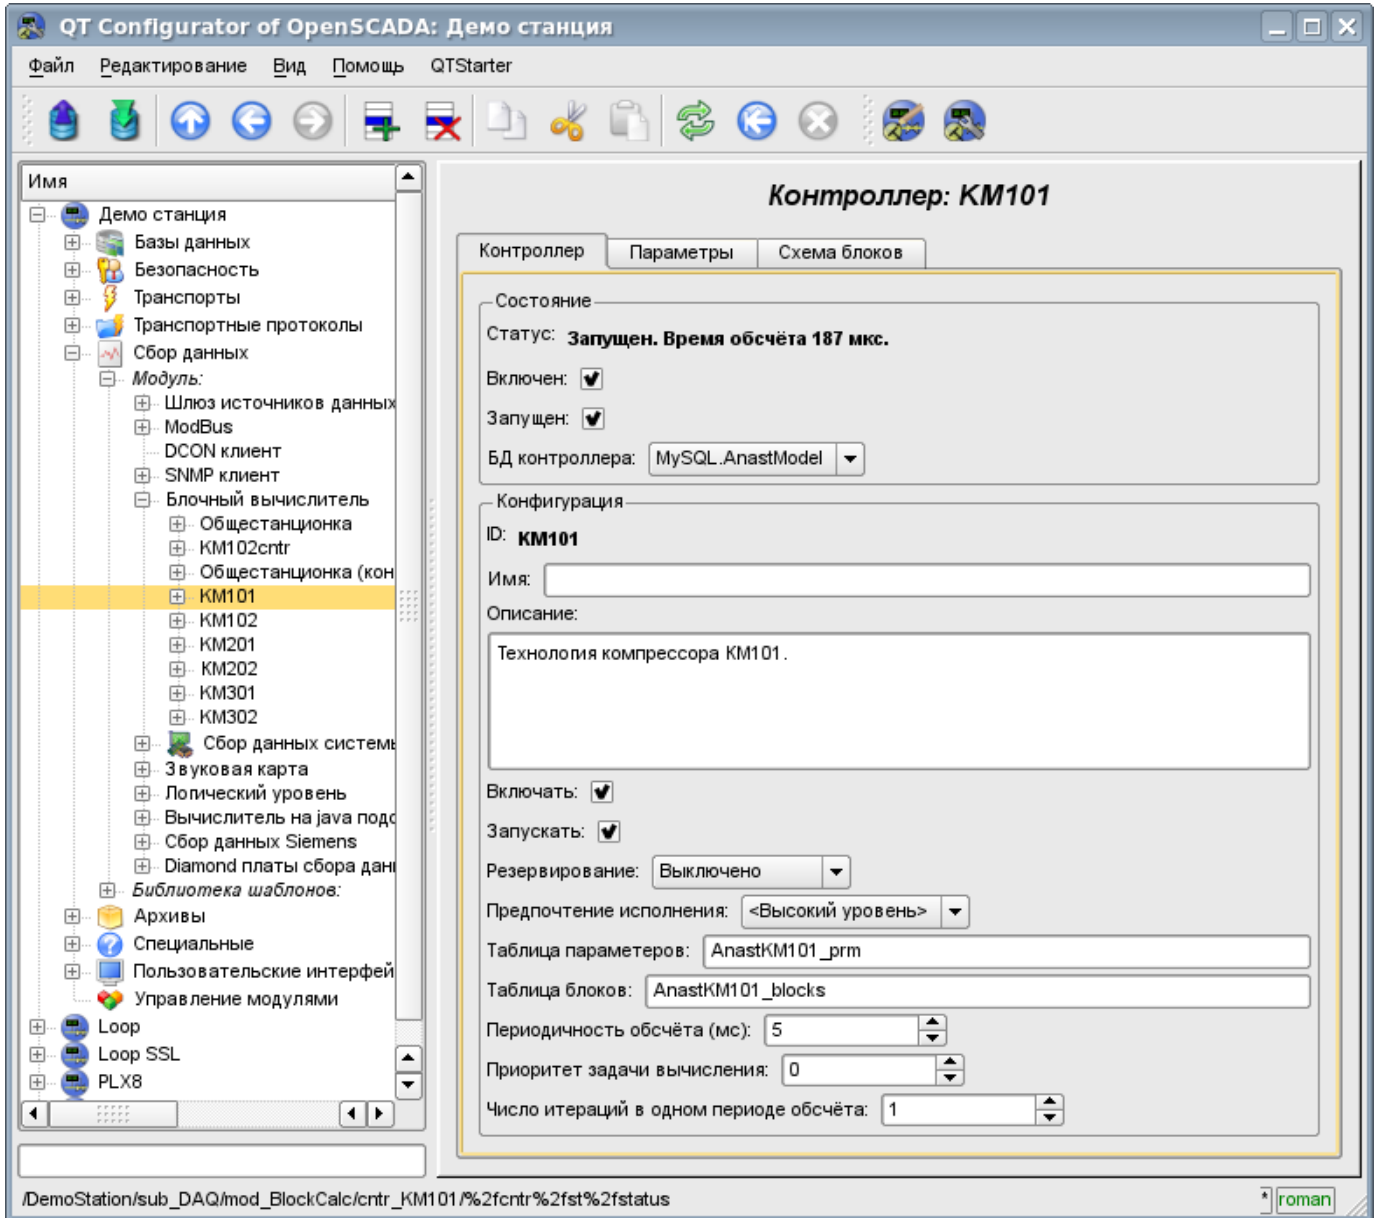 QT Configurator of OpenSCADA: Демо станция
Файл Редактирование Вид Помощь QTStarter
Имя
Демо станция
Базы данных
Безопасность
Транспорты
Транспортные протоколы
Сбор данных
Модуль:
Шлюз источников данных
ModBus
DCON клиент
SNMP клиент
Блочный вычислитель
Общестанционка
KM102cntr
Общестанционка (кон
KM101
KM102
KM201
KM202
KM301
KM302
Сбор данных системы
Звуковая карта
Логический уровень
Вычислитель на java подо
Сбор данных Siemens
Diamond платы сбора данн
Библиотека шаблонов:
Архивы
Специальные
Пользовательские интерфей
Управление модулями
Loop
Loop SSL
PLX8
Контроллер: KM101
Контроллер Параметры Схема блоков
Состояние
Статус: Запущен. Время обсчёта 187 мкс.
Включен:
Запущен:
БД контроллера: MySQL.AnastModel
Конфигурация
ID: KM101
Имя:
Описание:
Технология компрессора КМ101.
Включать:
Запускать:
Резервирование: Выключено
Предпочтение исполнения: <Высокий уровень>
Таблица параметеров: AnastKM101_prm
Таблица блоков: AnastKM101_blocks
Периодичность обсчёта (мс): 5
Приоритет задачи вычисления: 0
Число итераций в одном периоде обсчёта: 1
/DemoStation/sub_DAQ/mod_BlockCalc/cntr_KM101/%2fcntr%2fst%2fstatus * roman